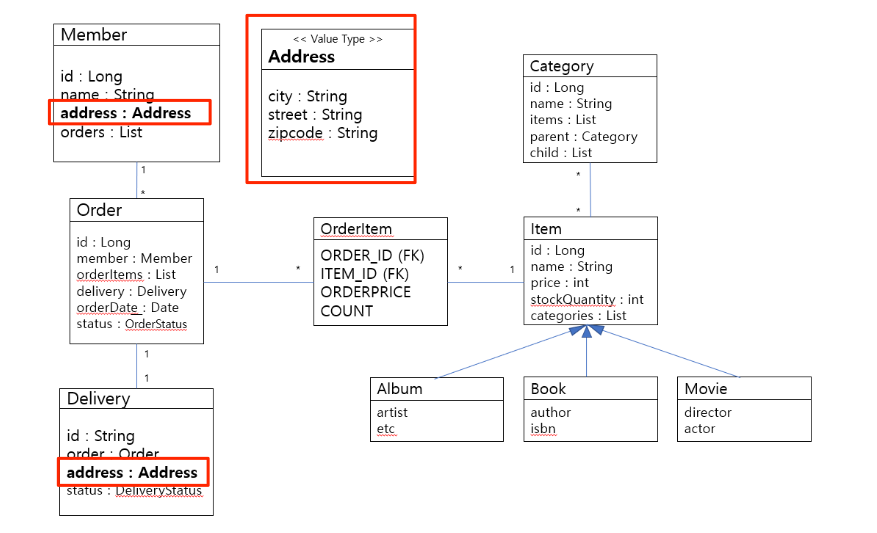 Member
id : Long
name : String
address : Address
orders : List
<< Value Type >>
Address
city : String
street : String
zipcode : String
Category
id : Long
name : String
items : List
parent : Category
child : List
1
*
*
*
Order
id : Long
member : Member
orderItems : List
delivery : Delivery
orderDate : Date
status : OrderStatus
1
*
OrderItem
ORDER_ID (FK)
ITEM_ID (FK)
ORDERPRICE
COUNT
*
1
Item
id : Long
name : String
price : int
stockQuantity : int
categories : List
1
1
Delivery
id : String
order : Order
address : Address
status : DeliveryStatus
Album
artist
etc
Book
author
isbn
Movie
director
actor